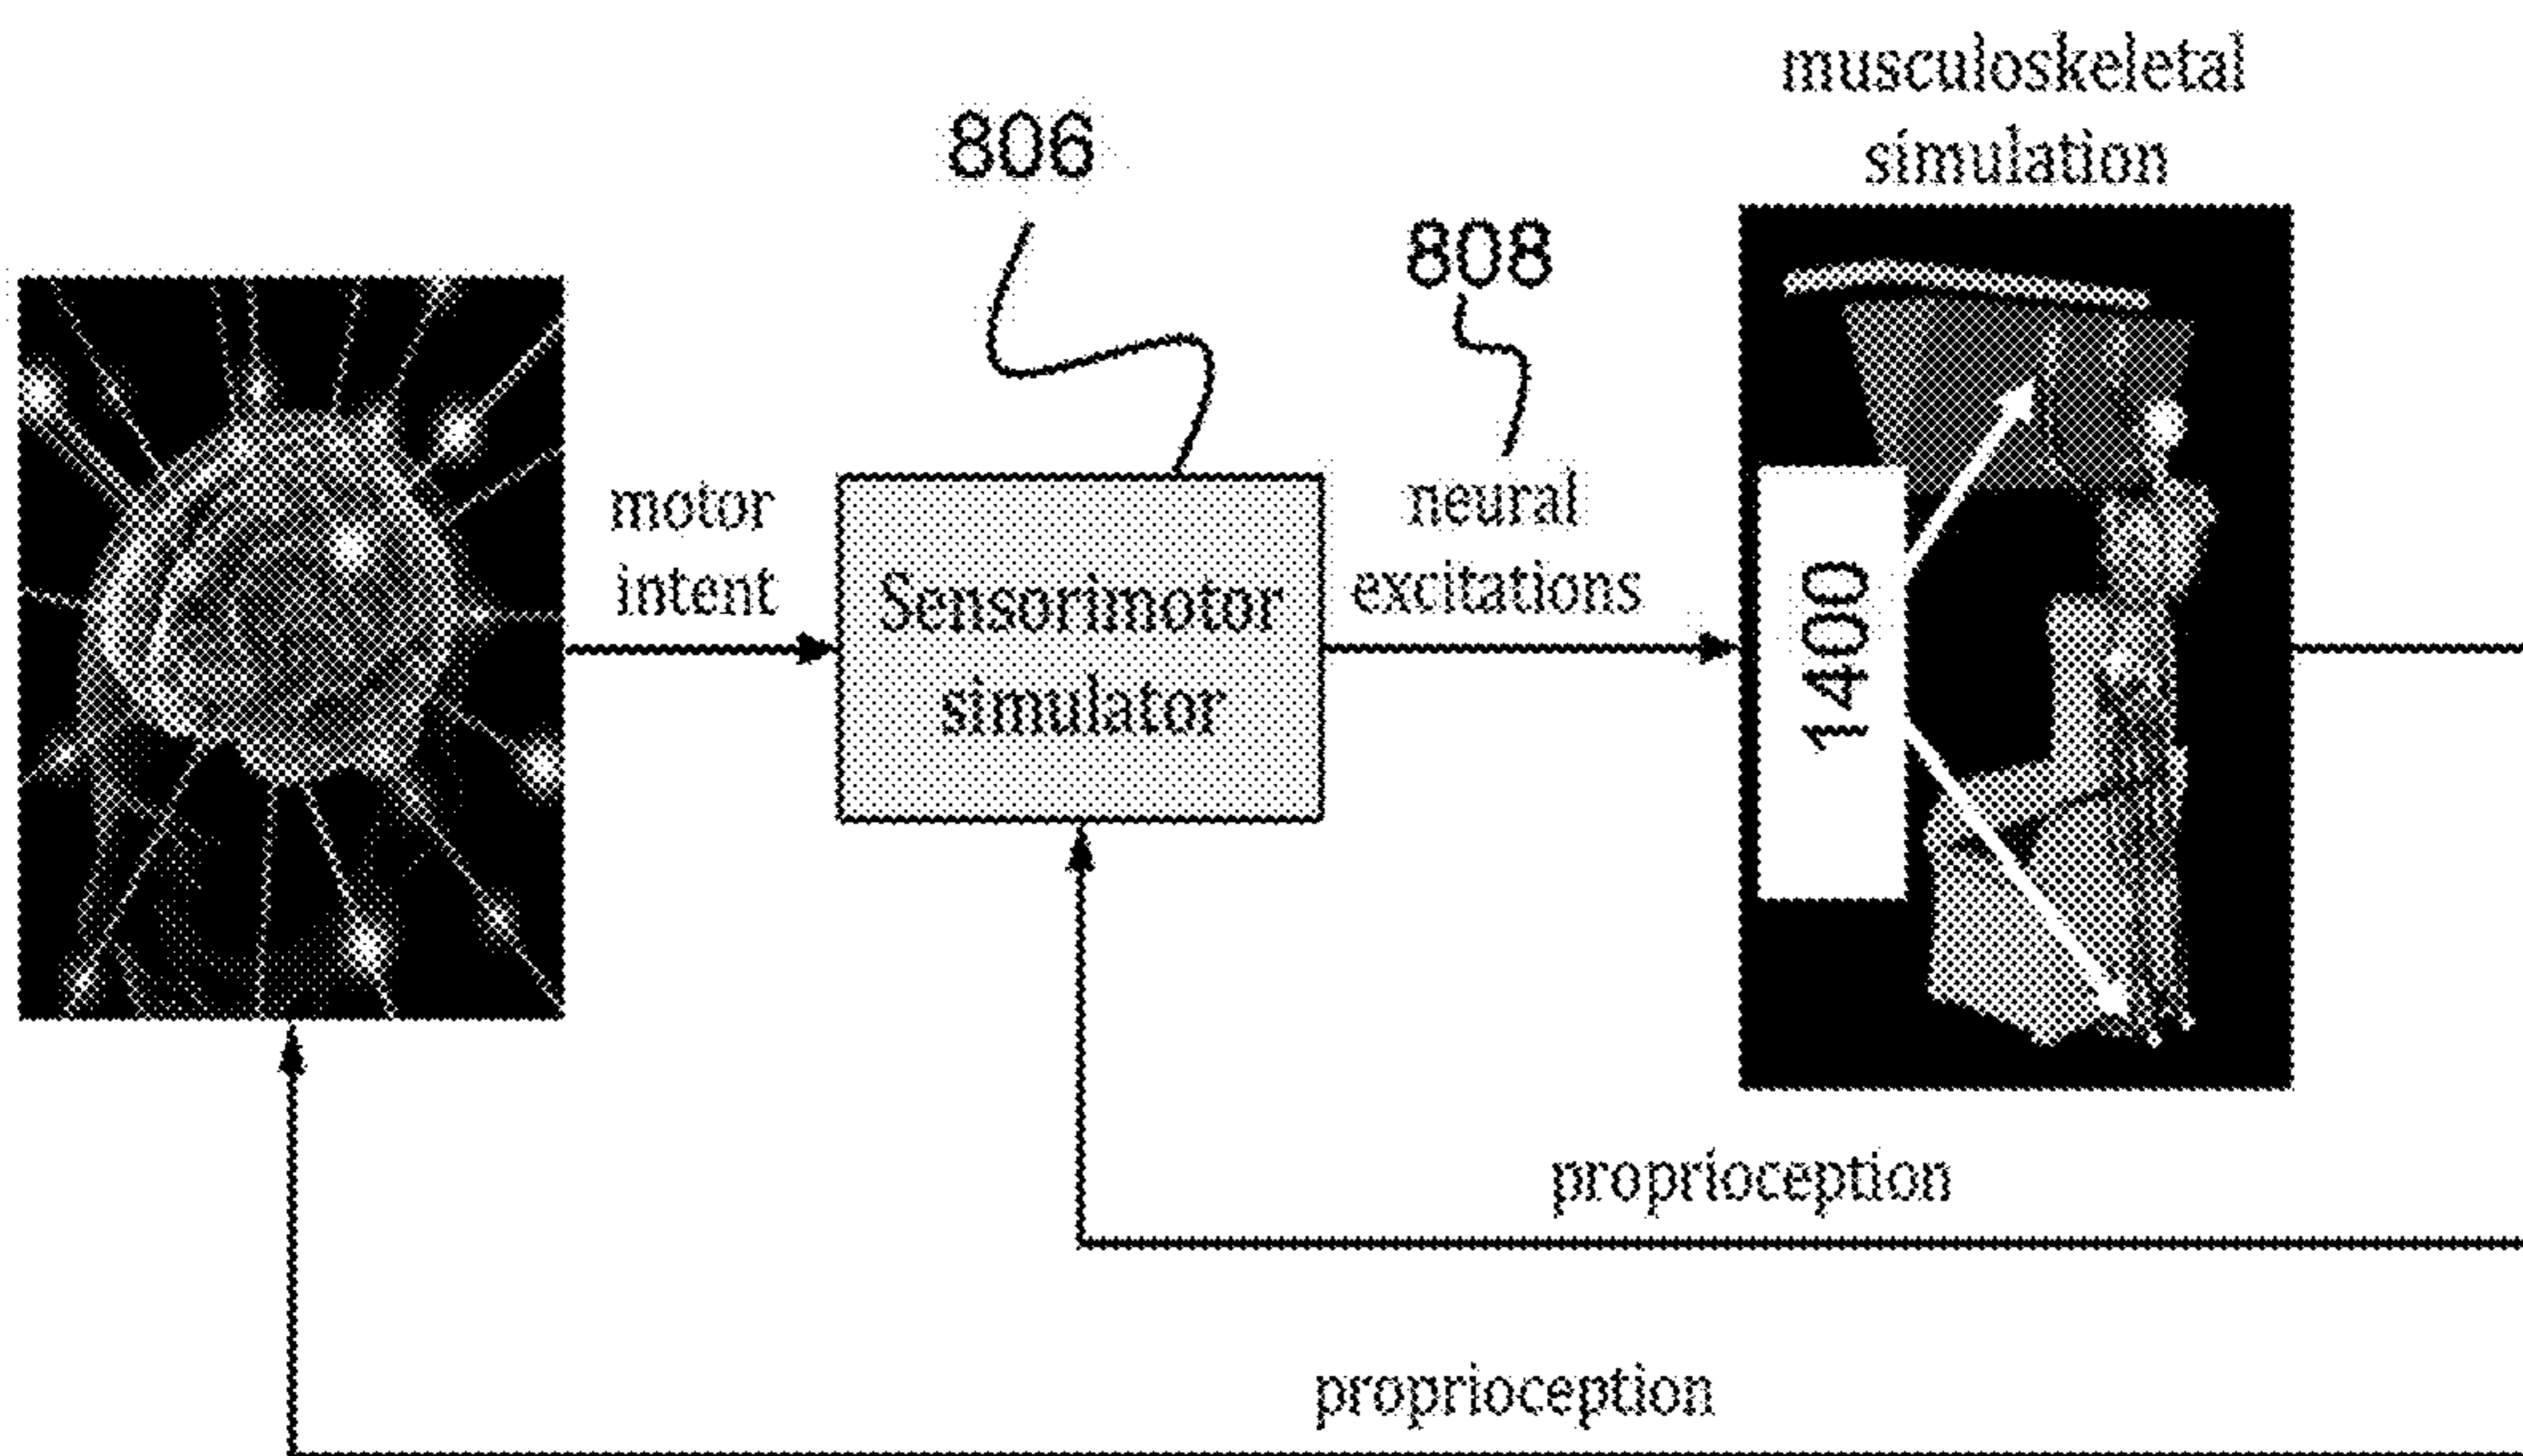 musculoskeletal
simulation
806
808
motor
intent
Sensorimotor
simulator
neural
excitations
1400
proprioception
proprioception